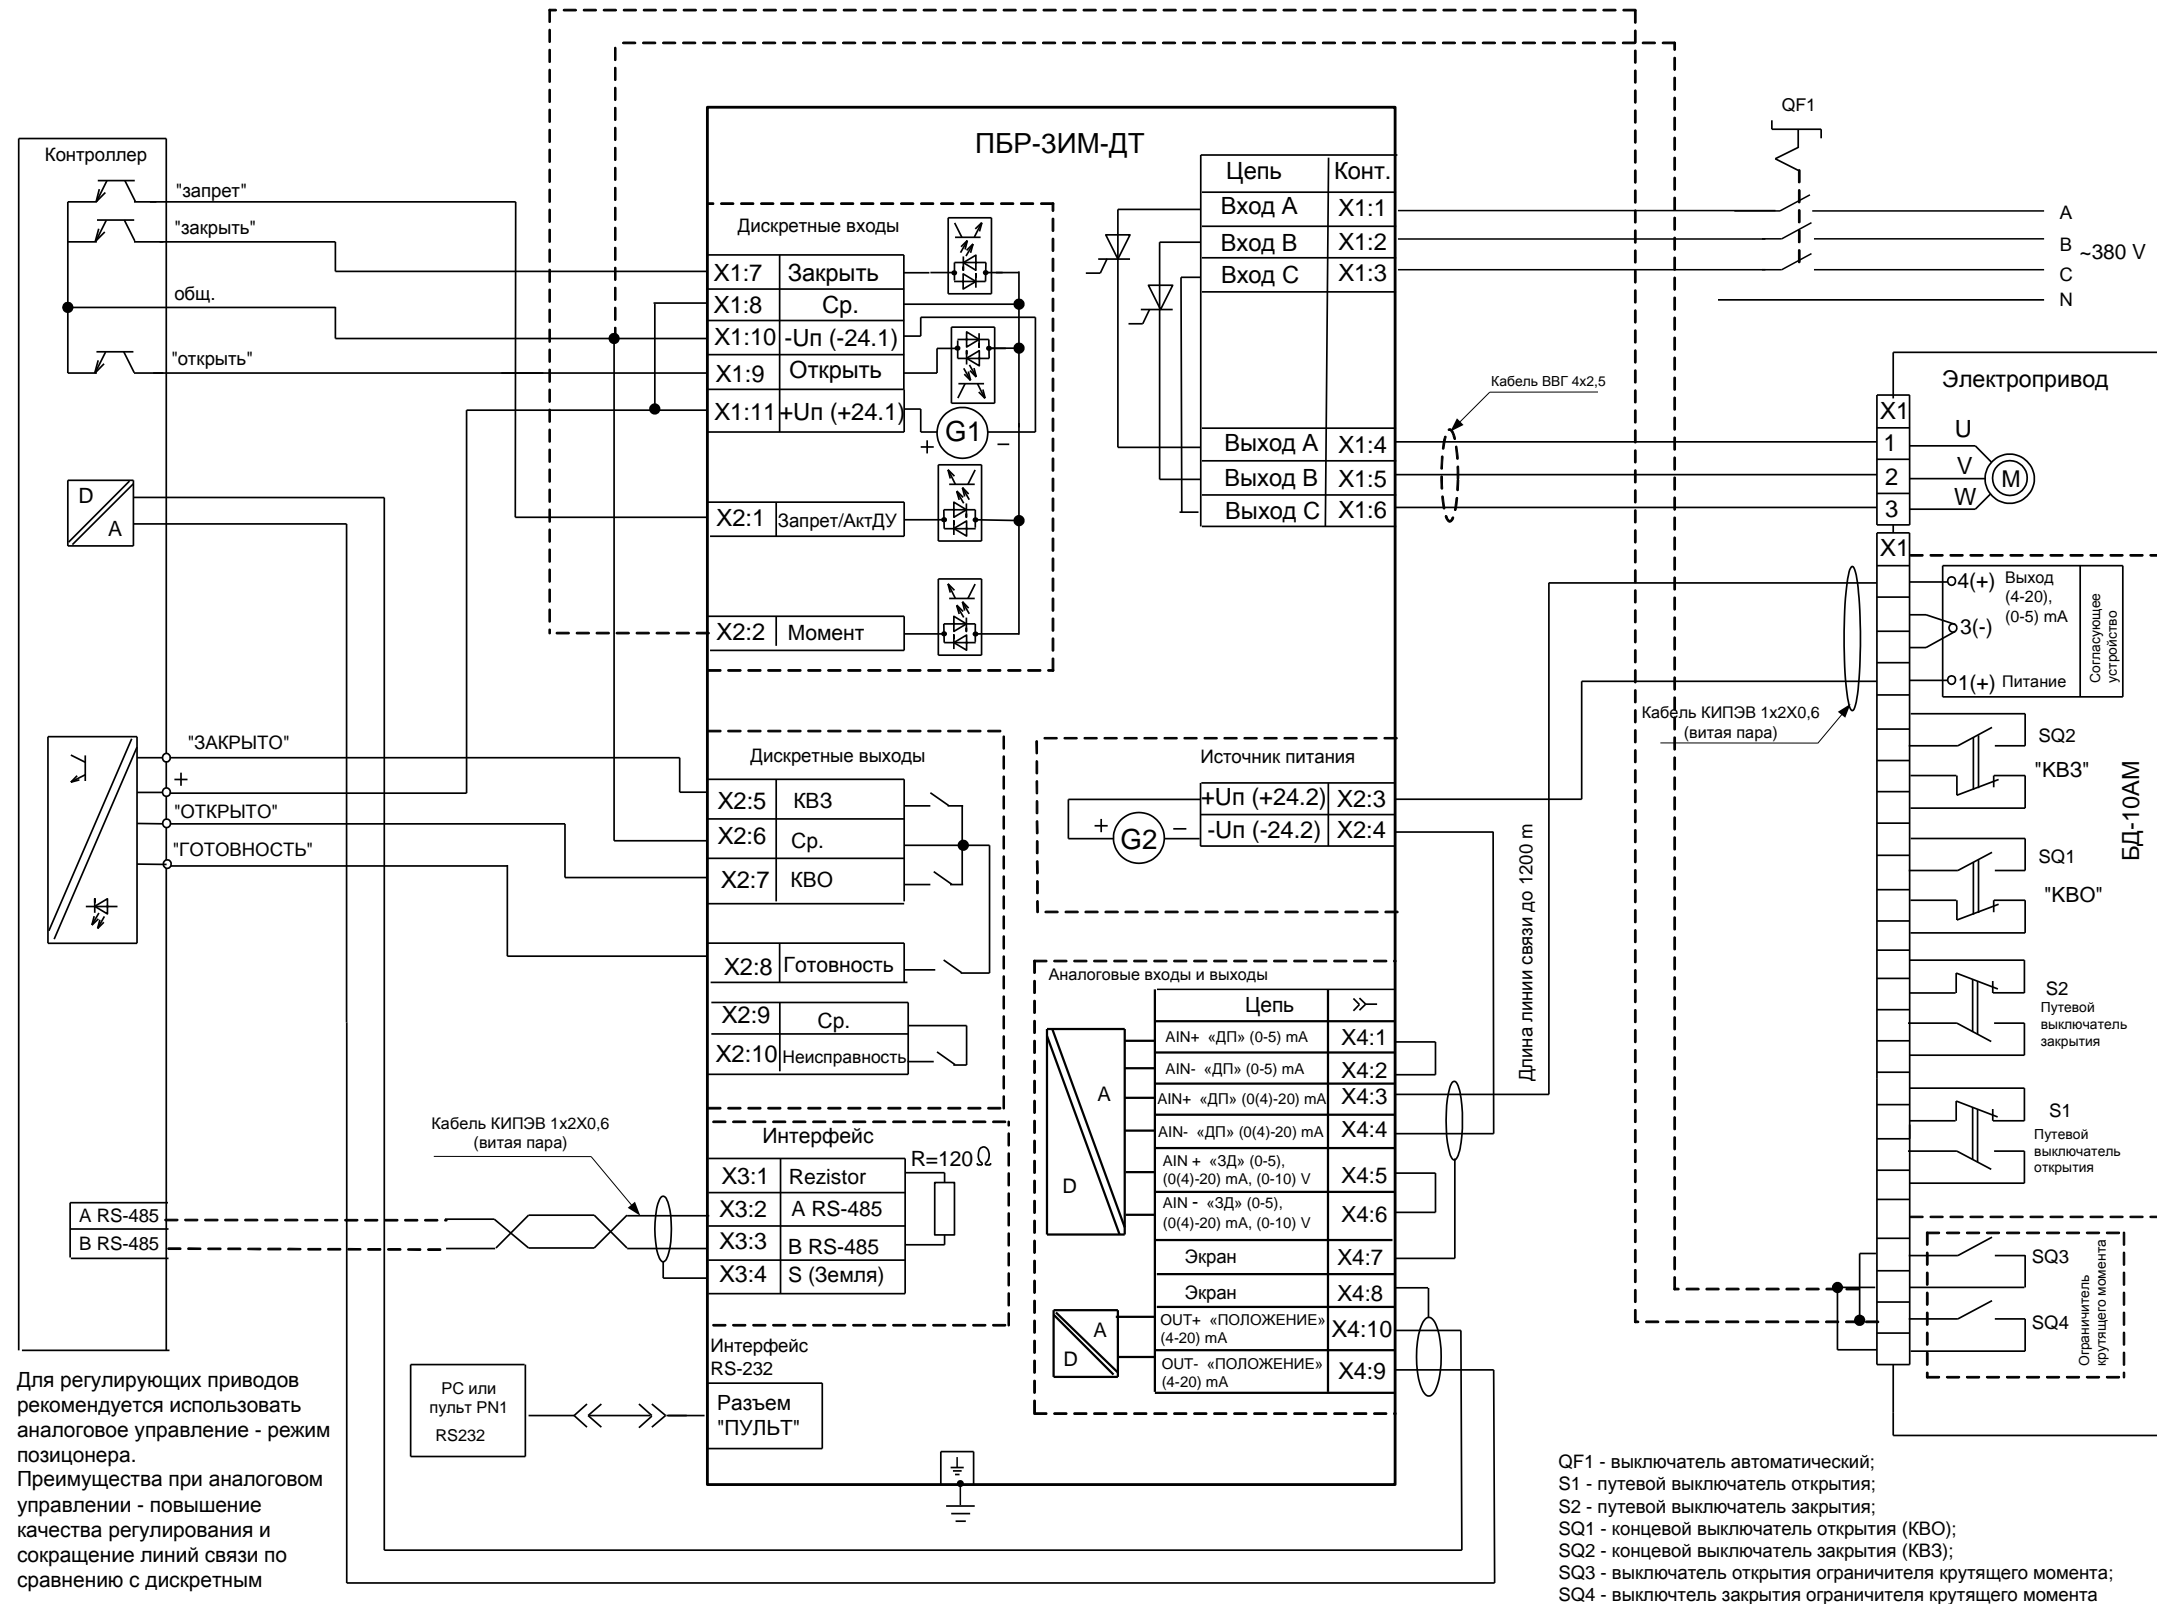 Контроллер
"запрет"
"закрыть"
общ.
"открыть"
D
A
"ЗАКРЫТО"
+
"ОТКРЫТО"
"ГОТОВНОСТЬ"
A RS-485
B RS-485
Кабель КИПЭВ 1х2Х0,6
(витая пара)
PC или
пульт PN1
RS232
Для регулирующих приводов
рекомендуется использовать
аналоговое управление - режим
позицонера.
Преимущества при аналоговом
управлении - повышение
качества регулирования и
сокращение линий связи по
сравнению с дискретным
ПБР-3ИМ-ДТ
Дискретные входы
X1:7 Закрыть
X1:8 Ср.
X1:10 -Uп (-24.1)
X1:9 Открыть
X1:11 +Uп (+24.1)
+ G1 –
X2:1 Запрет/АктДУ
X2:2 Момент
Дискретные выходы
X2:5 КВЗ
X2:6 Ср.
X2:7 КВО
X2:8 Готовность
X2:9 Ср.
X2:10 Неисправность
Интерфейс
R=120 Ω
X3:1 Rezistor
X3:2 A RS-485
X3:3 B RS-485
X3:4 S (Земля)
Интерфейс
RS-232
Разъем
"ПУЛЬТ"
Цепь Конт.
Вход А X1:1
Вход В X1:2
Вход С X1:3
Выход А X1:4
Выход В X1:5
Выход С X1:6
Источник питания
+Uп (+24.2) X2:3
-Uп (-24.2) X2:4
+ G2 –
Аналоговые входы и выходы
Цепь
AIN+ «ДП» (0-5) mA X4:1
AIN- «ДП» (0-5) mA X4:2
AIN+ «ДП» (0(4)-20) mA X4:3
AIN- «ДП» (0(4)-20) mA X4:4
AIN + «ЗД» (0-5),
(0(4)-20) mA, (0-10) V X4:5
AIN - «ЗД» (0-5),
(0(4)-20) mA, (0-10) V X4:6
Экран X4:7
Экран X4:8
OUT+ «ПОЛОЖЕНИЕ»
(4-20) mA X4:10
OUT- «ПОЛОЖЕНИЕ»
(4-20) mA X4:9
A
D
A
D
QF1
A
B
C
N
~380 V
Кабель ВВГ 4х2,5
Длина линии связи до 1200 m
Кабель КИПЭВ 1х2Х0,6
(витая пара)
Электропривод
X1
1
2
3
U
V
W
M
X1
4(+) Выход
(4-20),
(0-5) mA
3(-)
1(+) Питание
Согласующее
устройство
SQ2
"КВЗ"
SQ1
"КВО"
БД-10АМ
S2
Путевой
выключатель
закрытия
S1
Путевой
выключатель
открытия
SQ3
SQ4
Ограничитель
крутящего момента
QF1 - выключатель автоматический;
S1 - путевой выключатель открытия;
S2 - путевой выключатель закрытия;
SQ1 - концевой выключатель открытия (КВО);
SQ2 - концевой выключатель закрытия (КВЗ);
SQ3 - выключатель открытия ограничителя крутящего момента;
SQ4 - выключтель закрытия ограничителя крутящего момента